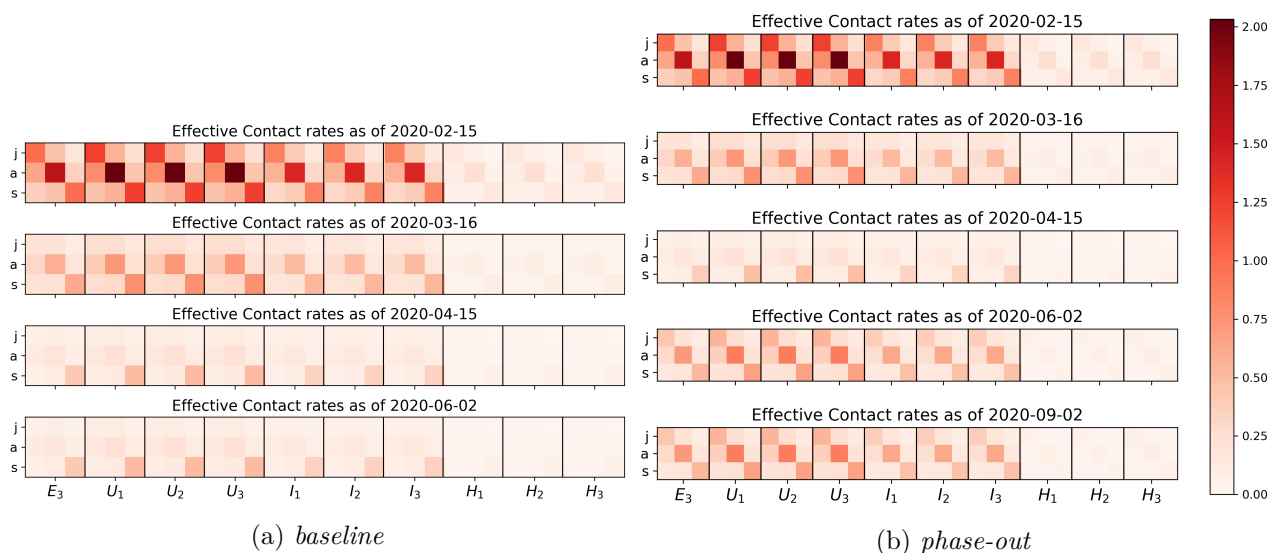 Effective Contact rates as of 2020-02-15
j
a
s
Effective Contact rates as of 2020-03-16
j
a
s
Effective Contact rates as of 2020-04-15
j
a
s
Effective Contact rates as of 2020-06-02
j
a
s
E₃ U₁ U₂ U₃ I₁ I₂ I₃ H₁ H₂ H₃
(a) baseline
Effective Contact rates as of 2020-02-15
j
a
s
Effective Contact rates as of 2020-03-16
j
a
s
Effective Contact rates as of 2020-04-15
j
a
s
Effective Contact rates as of 2020-06-02
j
a
s
Effective Contact rates as of 2020-09-02
j
a
s
E₃ U₁ U₂ U₃ I₁ I₂ I₃ H₁ H₂ H₃
(b) phase-out
2.00
1.75
1.50
1.25
1.00
0.75
0.50
0.25
0.00